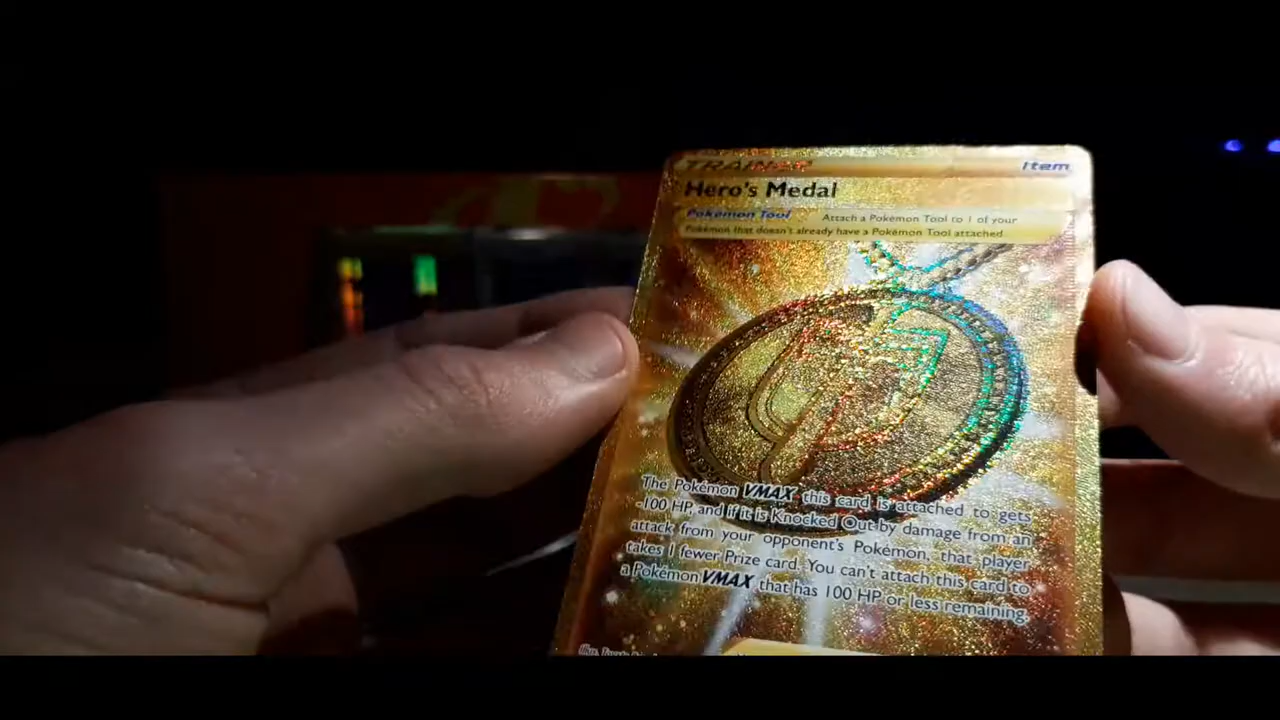 TRAINER Item
Hero's Medal
Pokémon Tool Attach a Pokémon Tool to 1 of your
Pokémon that doesn't already have a Pokémon Tool attached.
The Pokémon VMAX this card is attached to gets
-100 HP, and if it is Knocked Out by damage from an
attack from your opponent's Pokémon, that player
takes 1 fewer Prize card. You can't attach this card to
a Pokémon VMAX that has 100 HP or less remaining.
Illus.